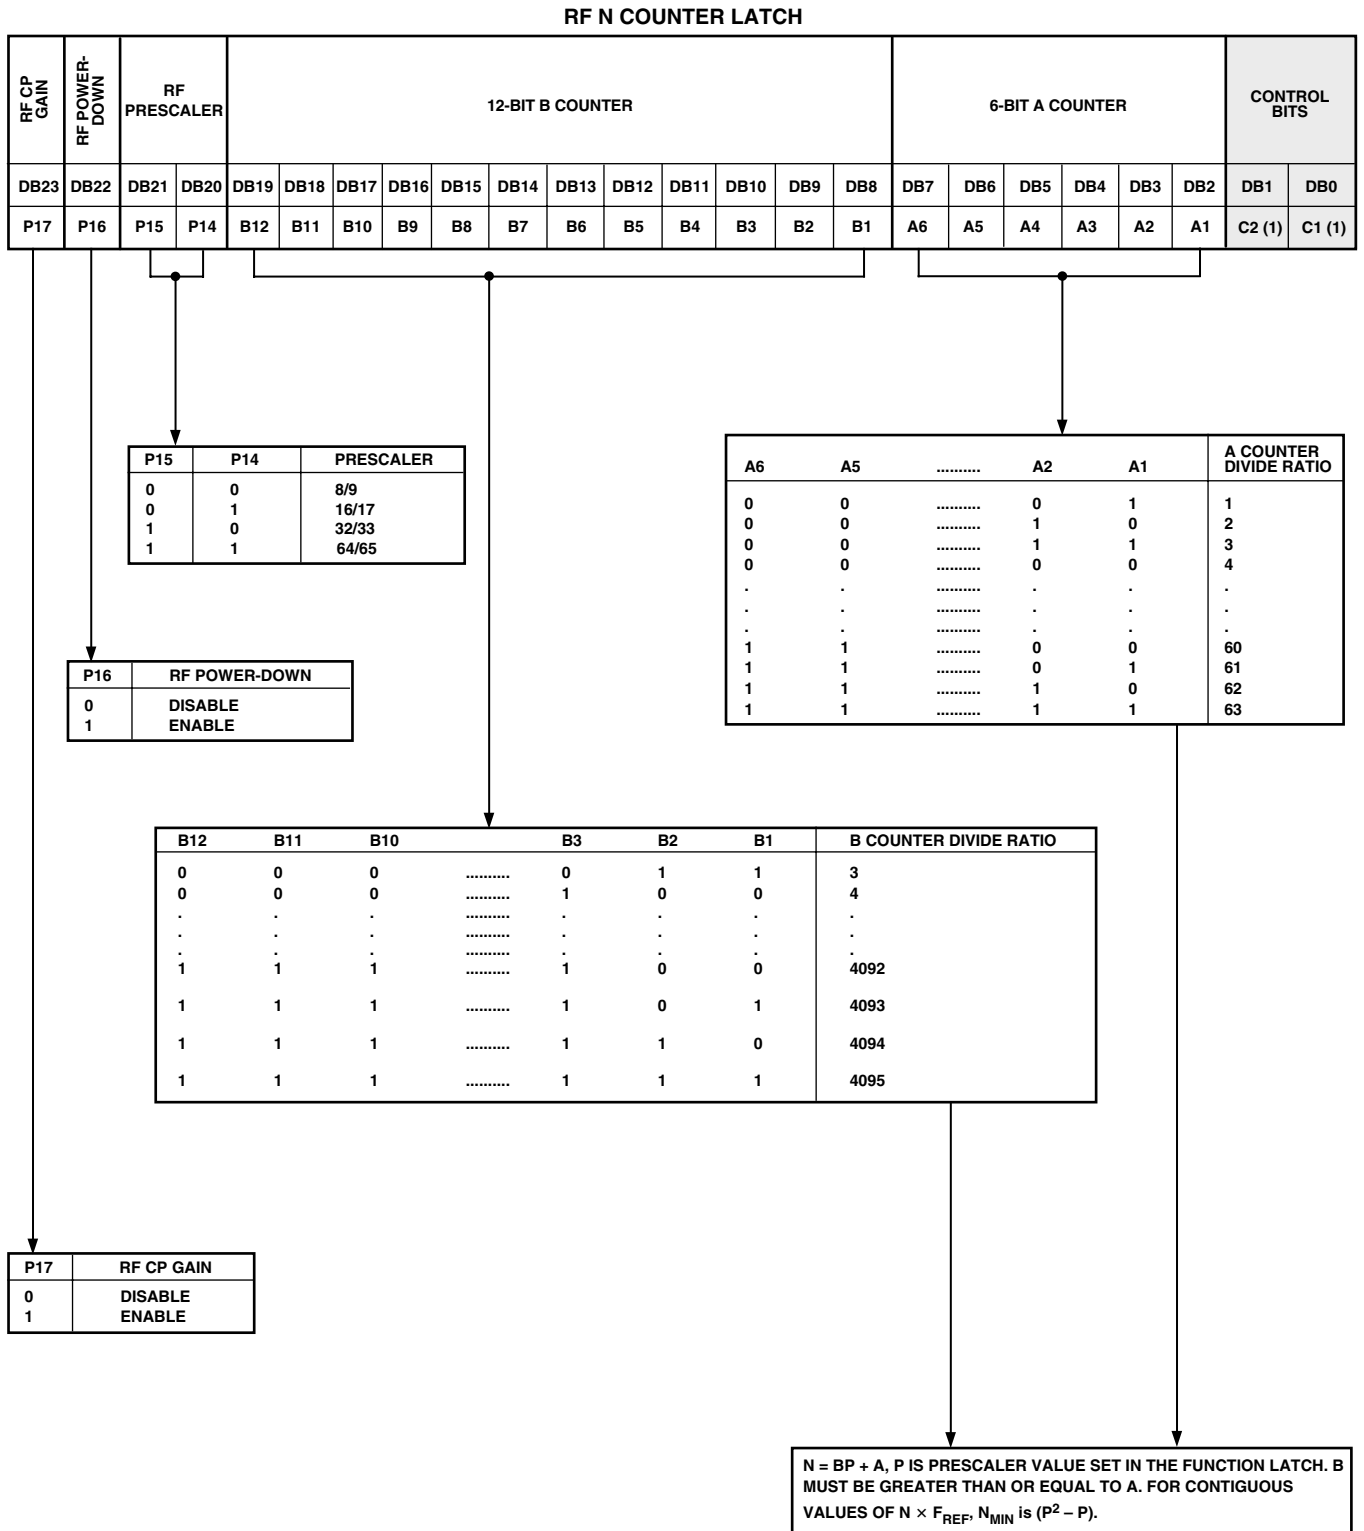 RF N COUNTER LATCH
RF CP GAIN
RF POWER-DOWN
RF PRESCALER
12-BIT B COUNTER
6-BIT A COUNTER
CONTROL BITS
DB23 DB22 DB21 DB20 DB19 DB18 DB17 DB16 DB15 DB14 DB13 DB12 DB11 DB10 DB9 DB8 DB7 DB6 DB5 DB4 DB3 DB2 DB1 DB0
P17 P16 P15 P14 B12 B11 B10 B9 B8 B7 B6 B5 B4 B3 B2 B1 A6 A5 A4 A3 A2 A1 C2 (1) C1 (1)
P15 P14 PRESCALER
0 0 8/9
0 1 16/17
1 0 32/33
1 1 64/65
A6 A5 .......... A2 A1 A COUNTER DIVIDE RATIO
0 0 .......... 0 1 1
0 0 .......... 1 0 2
0 0 .......... 1 1 3
0 0 .......... 0 0 4
. . .......... . . .
. . .......... . . .
. . .......... . . .
1 1 .......... 0 0 60
1 1 .......... 0 1 61
1 1 .......... 1 0 62
1 1 .......... 1 1 63
P16 RF POWER-DOWN
0 DISABLE
1 ENABLE
B12 B11 B10 B3 B2 B1 B COUNTER DIVIDE RATIO
0 0 0 .......... 0 1 1 3
0 0 0 .......... 1 0 0 4
. . . .......... . . . .
. . . .......... . . . .
. . . .......... . . . .
1 1 1 .......... 1 0 0 4092
1 1 1 .......... 1 0 1 4093
1 1 1 .......... 1 1 0 4094
1 1 1 .......... 1 1 1 4095
P17 RF CP GAIN
0 DISABLE
1 ENABLE
N = BP + A, P IS PRESCALER VALUE SET IN THE FUNCTION LATCH. B
MUST BE GREATER THAN OR EQUAL TO A. FOR CONTIGUOUS
VALUES OF N × F_REF, N_MIN is (P² – P).